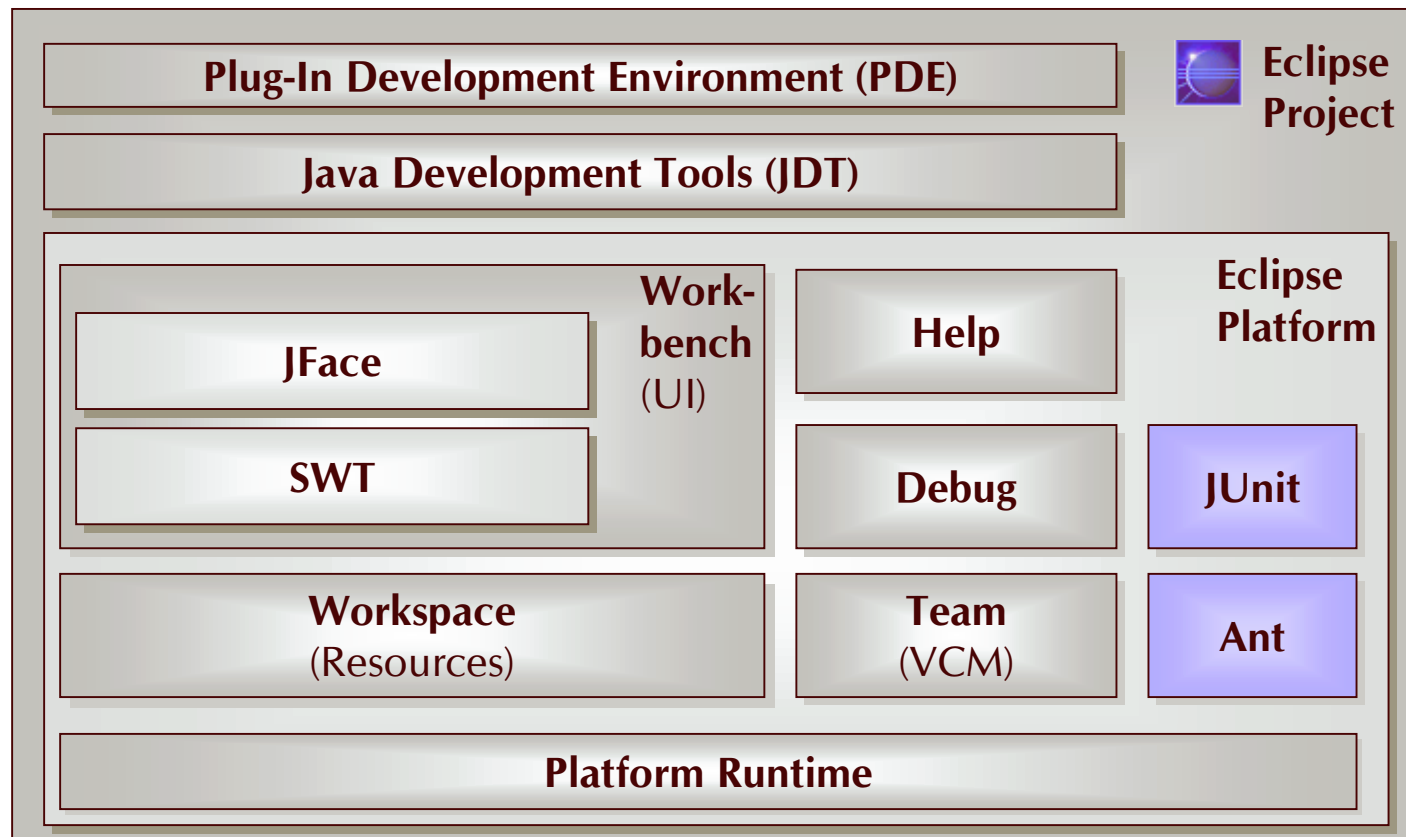 Plug-In Development Environment (PDE)
Eclipse
Project
Java Development Tools (JDT)
Work-
bench
(UI)
JFace
SWT
Help
Eclipse
Platform
Debug
JUnit
Workspace
(Resources)
Team
(VCM)
Ant
Platform Runtime